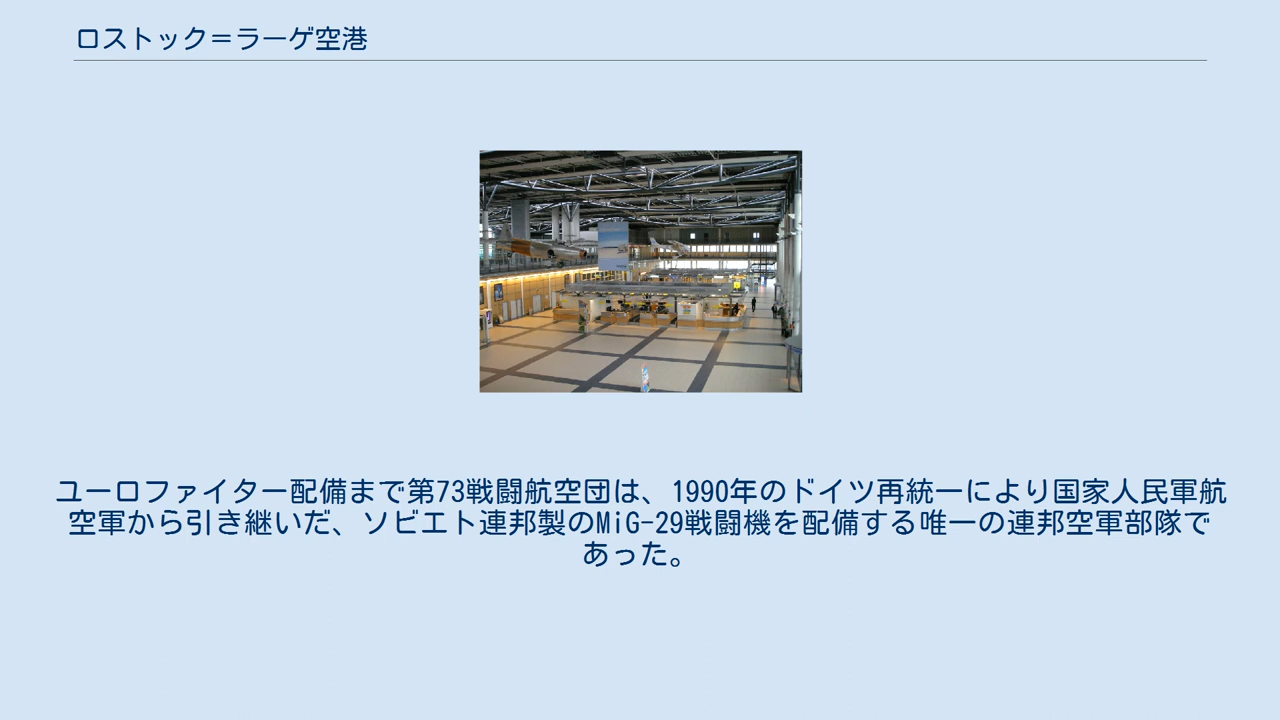 ロストック＝ラーゲ空港
ユーロファイター配備まで第73戦闘航空団は、1990年のドイツ再統一により国家人民軍航
空軍から引き継いだ、ソビエト連邦製のMiG-29戦闘機を配備する唯一の連邦空軍部隊で
あった。